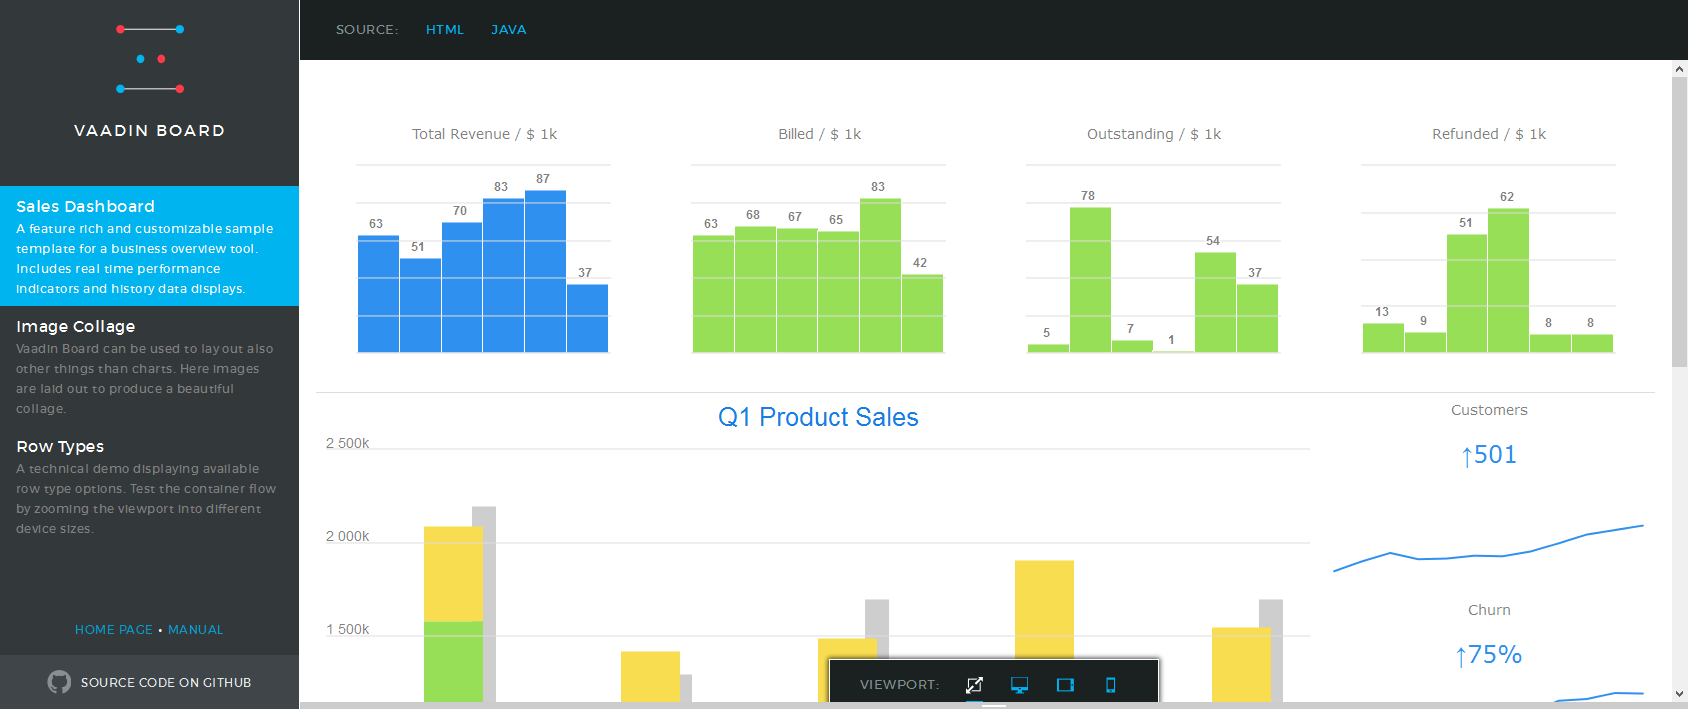 VAADIN BOARD
Sales Dashboard
A feature rich and customizable sample
template for a business overview tool.
Includes real time performance
indicators and history data displays.
Image Collage
Vaadin Board can be used to lay out also
other things than charts. Here images
are laid out to produce a beautiful
collage.
Row Types
A technical demo displaying available
row type options. Test the container flow
by zooming the viewport into different
device sizes.
HOME PAGE • MANUAL
SOURCE CODE ON GITHUB
SOURCE: HTML JAVA
Total Revenue / $ 1k
63 51 70 83 87 37
Billed / $ 1k
63 68 67 65 83 42
Outstanding / $ 1k
5 78 7 1 54 37
Refunded / $ 1k
13 9 51 62 8 8
Q1 Product Sales
2 500k
2 000k
1 500k
Customers
↑501
Churn
↑75%
VIEWPORT: